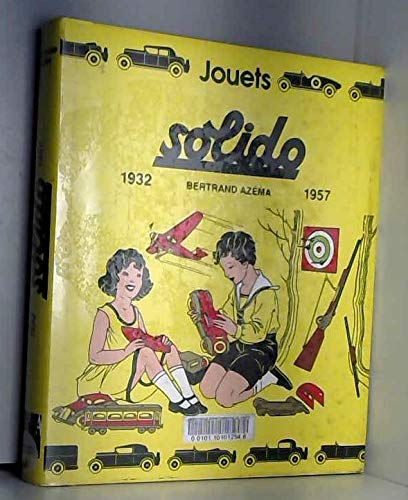 Jouets
solido
1932 BERTRAND AZÉMA 1957